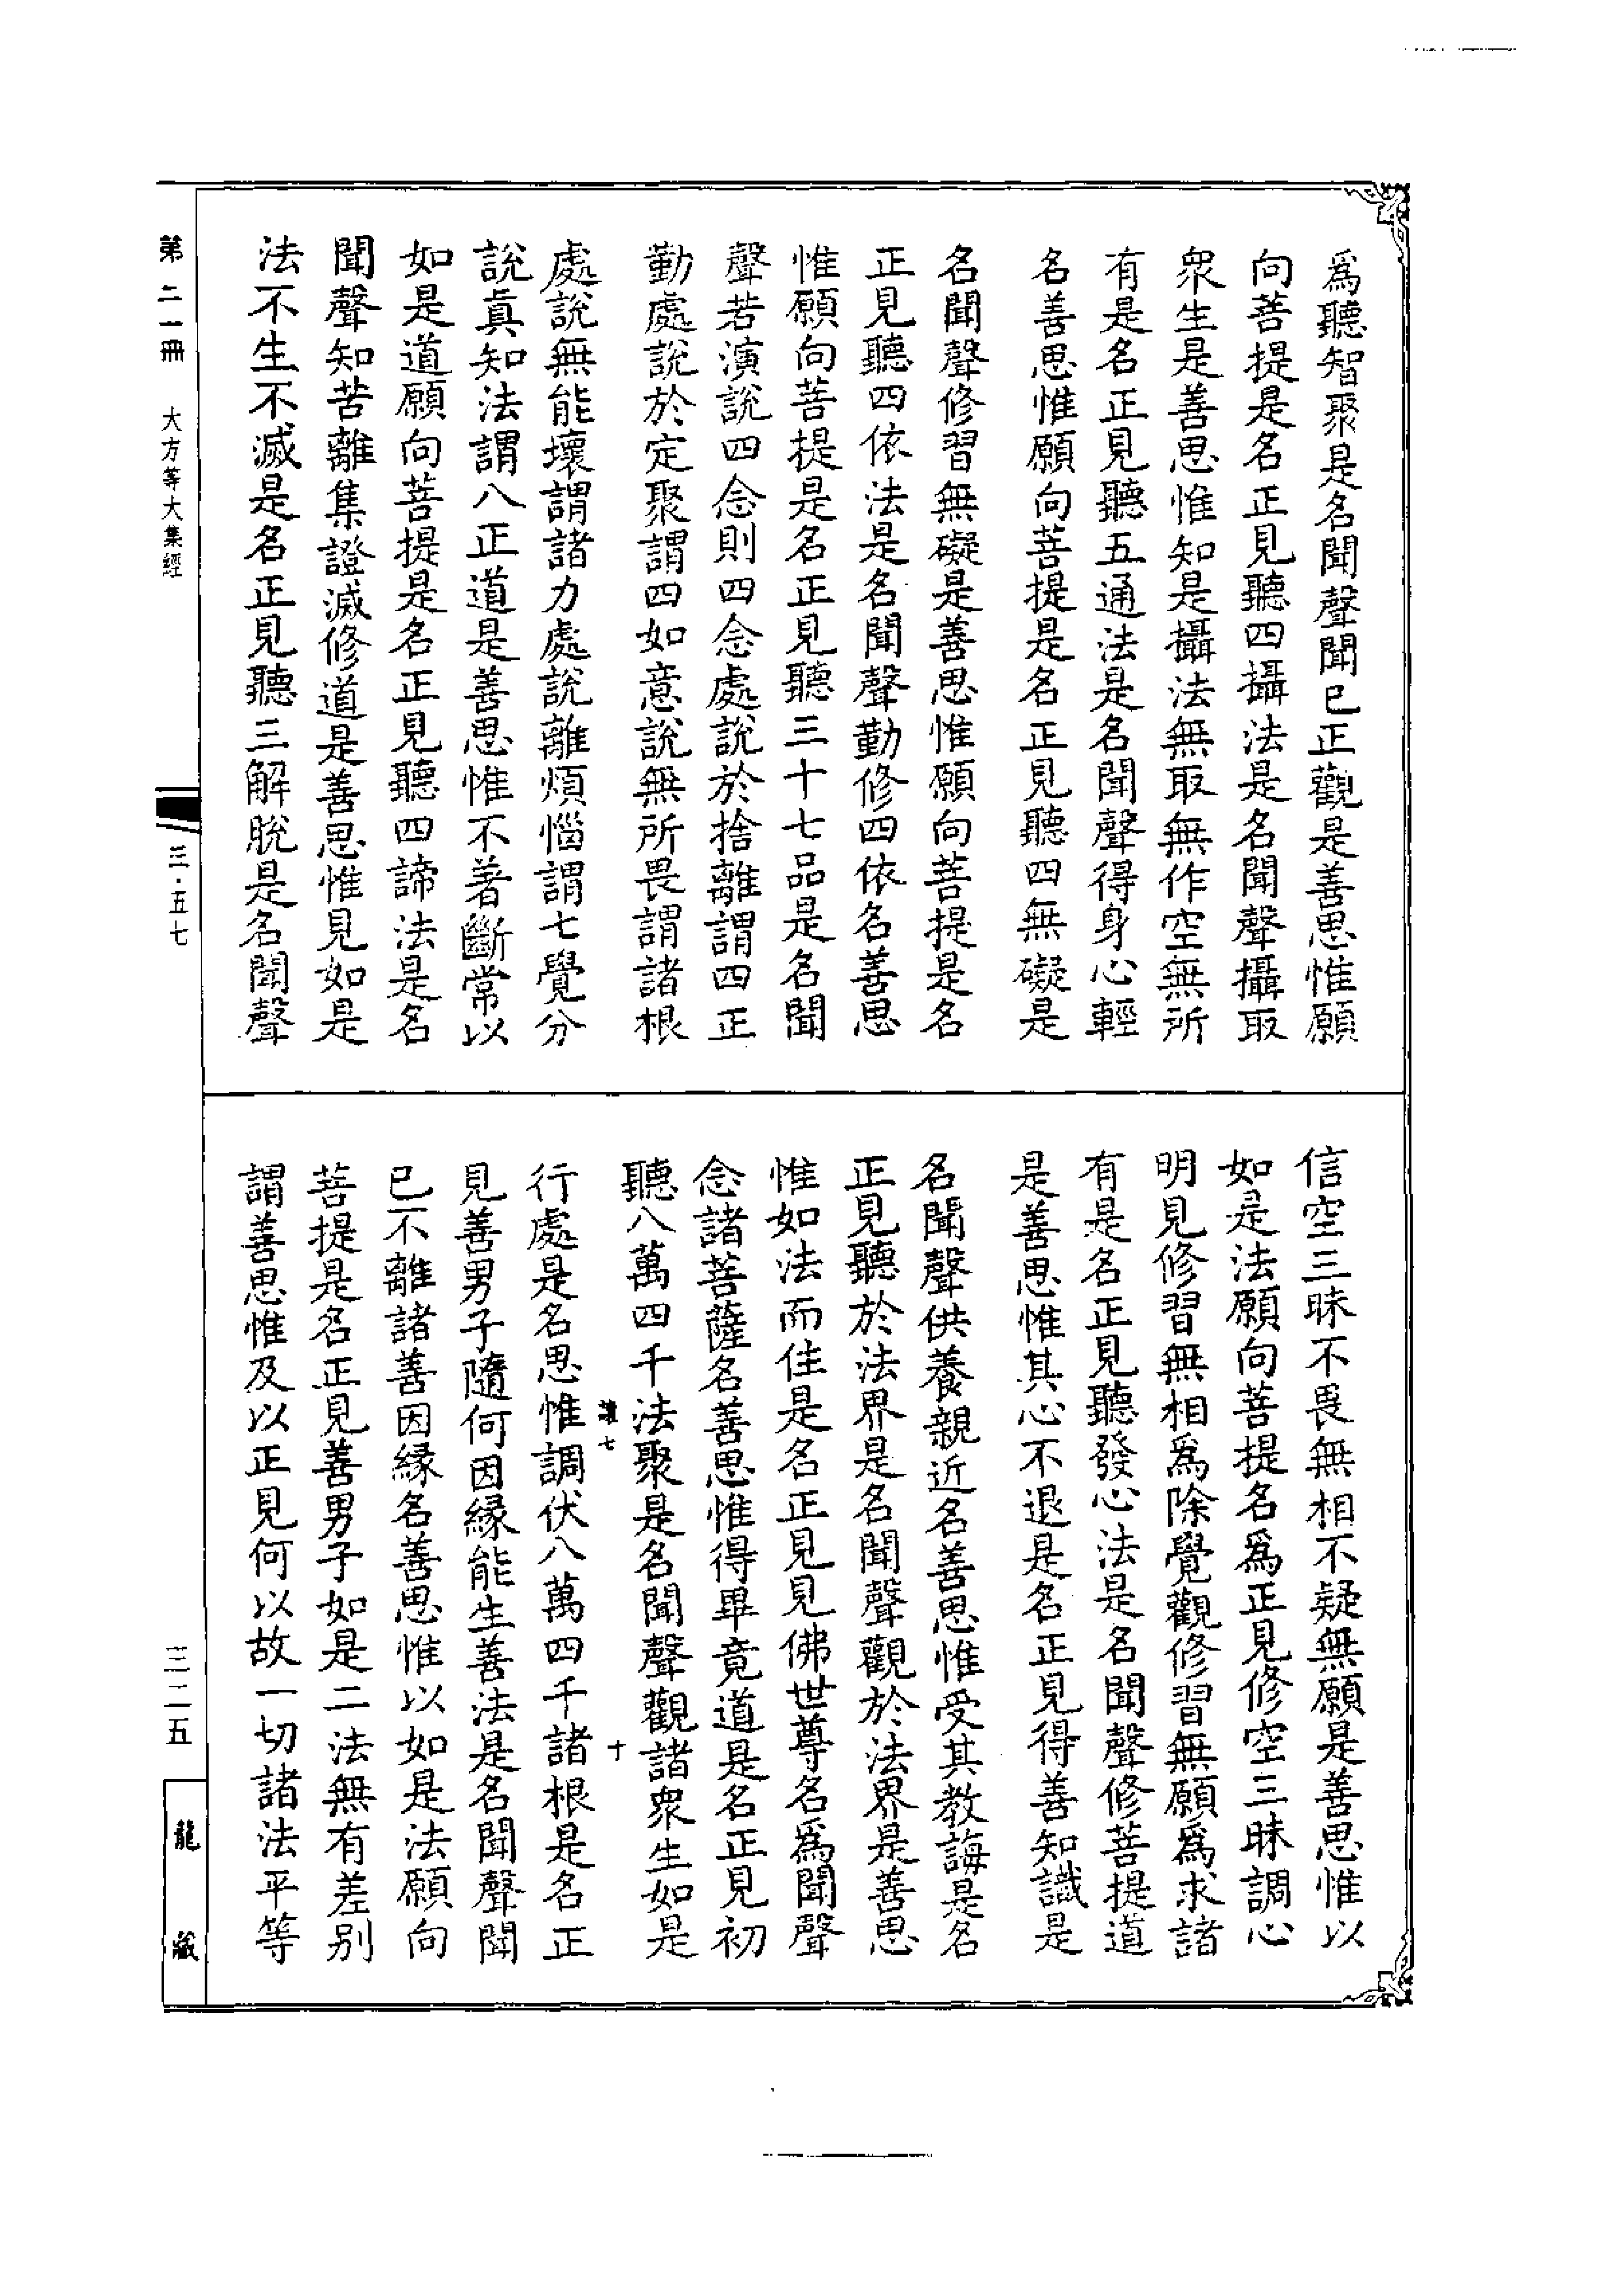 爲聽智聚是名聞聲聞已正觀是善思惟願
向菩提是名正見聽四攝法是名聞聲攝取
衆生是善思惟知是攝法無取無作空無所
有是名正見聽五通法是名聞聲得身心輕
名善思惟願向菩提是名正見聽四無礙是
名聞聲修習無礙是善思惟願向菩提是名
正見聽四依法是名聞聲勤修四依名善思
惟願向菩提是名正見聽三十七品是名聞
聲若演說四念則四念處說於捨離謂四正
勤處說於定聚謂四如意說無所畏謂諸根
處說無能壞謂諸力處說離煩惱謂七覺分
說眞知法謂八正道是善思惟不著斷常以
如是道願向菩提是名正見聽四諦法是名
聞聲知苦離集證滅修道是善思惟見如是
法不生不滅是名正見聽三解脫是名聞聲
信空三昧不畏無相不疑無願是善思惟以
如是法願向菩提名爲正見修空三昧調心
明見修習無相爲除覺觀修習無願爲求諸
有是名正見聽發心法是名聞聲修菩提道
是善思惟其心不退是名正見得善知識是
名聞聲供養親近名善思惟受其教誨是名
正見聽於法界是名聞聲觀於法界是善思
惟如法而住是名正見見佛世尊名爲聞聲
念諸菩薩名善思惟得畢竟道是名正見初
聽八萬四千法聚是名聞聲觀諸衆生如是
七 十
行處是名思惟調伏八萬四千諸根是名正
見善男子隨何因緣能生善法是名聞聲聞
已不離諸善因緣名善思惟以如是法願向
菩提是名正見善男子如是二法無有差别
謂善思惟及以正見何以故一切諸法平等
第二一冊 大方等大集經
三·五七
三二五
龍藏